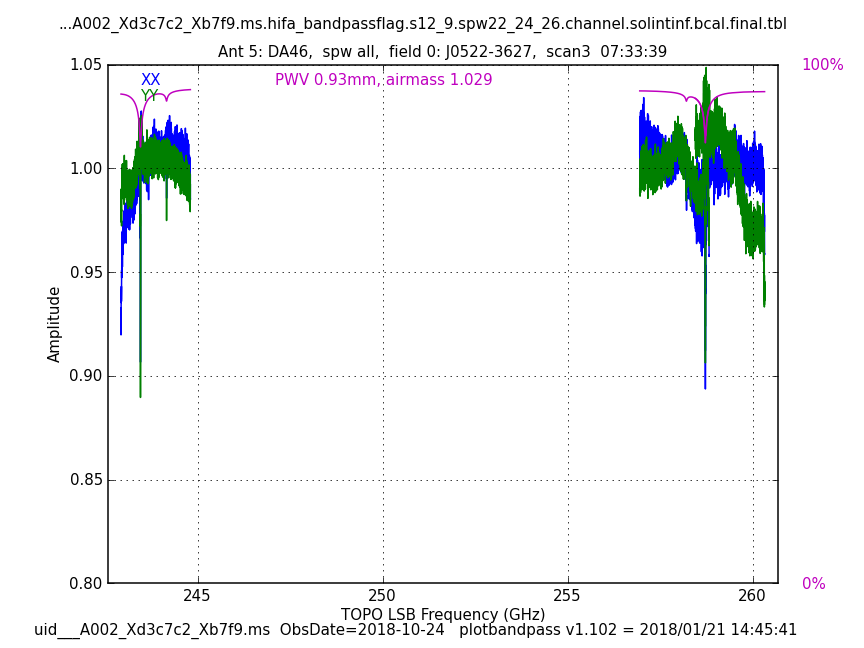 ...A002_Xd3c7c2_Xb7f9.ms.hifa_bandpassflag.s12_9.spw22_24_26.channel.solintinf.bcal.final.tbl
Ant 5: DA46,  spw all,  field 0: J0522-3627,  scan3  07:33:39
1.05
100%
XX
PWV 0.93mm, airmass 1.029
YY
1.00
0.95
Amplitude
0.90
0.85
0.80
0%
245
250
255
260
TOPO LSB Frequency (GHz)
uid___A002_Xd3c7c2_Xb7f9.ms  ObsDate=2018-10-24   plotbandpass v1.102 = 2018/01/21 14:45:41